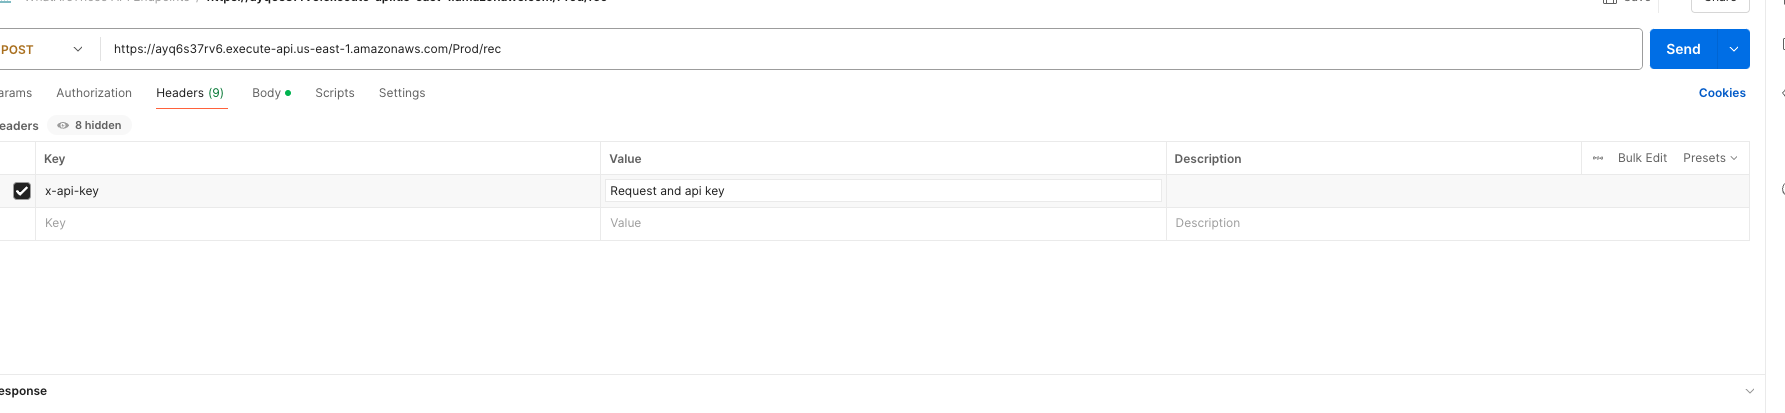 POST https://ayq6s37rv6.execute-api.us-east-1.amazonaws.com/Prod/rec Send
arams Authorization Headers (9) Body Scripts Settings Cookies
eaders 8 hidden
Key Value Description Bulk Edit Presets
x-api-key Request and api key
Key Value Description
esponse